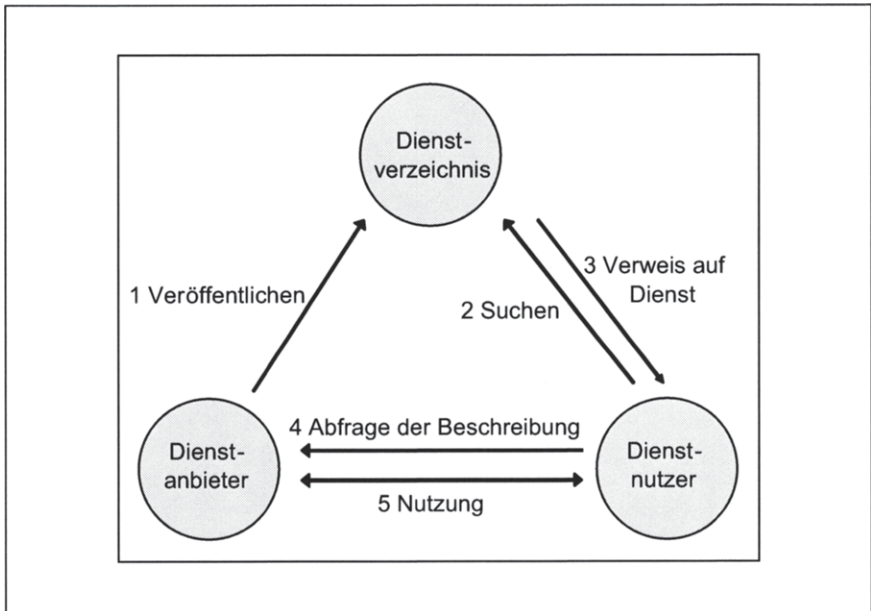 Dienst-
verzeichnis
1 Veröffentlichen
3 Verweis auf
Dienst
2 Suchen
4 Abfrage der Beschreibung
Dienst-
anbieter
Dienst-
nutzer
5 Nutzung